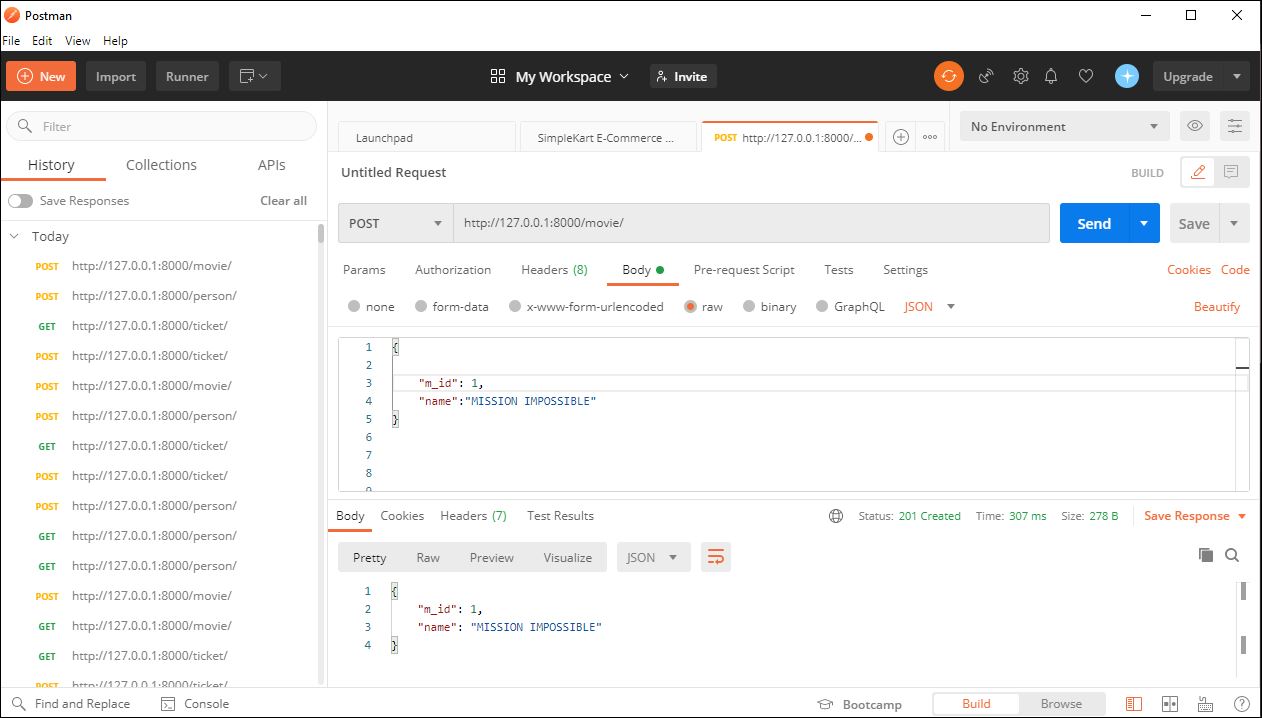 Postman
File Edit View Help
New Import Runner My Workspace Invite Upgrade
Filter
History Collections APIs
Save Responses Clear all
Today
POST http://127.0.0.1:8000/movie/
POST http://127.0.0.1:8000/person/
GET http://127.0.0.1:8000/ticket/
POST http://127.0.0.1:8000/ticket/
POST http://127.0.0.1:8000/movie/
POST http://127.0.0.1:8000/person/
GET http://127.0.0.1:8000/ticket/
POST http://127.0.0.1:8000/ticket/
POST http://127.0.0.1:8000/person/
GET http://127.0.0.1:8000/person/
GET http://127.0.0.1:8000/person/
POST http://127.0.0.1:8000/movie/
GET http://127.0.0.1:8000/movie/
GET http://127.0.0.1:8000/ticket/
POST http://127.0.0.1:8000/ticket/
Launchpad SimpleKart E-Commerce ... POST http://127.0.0.1:8000/... No Environment
Untitled Request BUILD
POST http://127.0.0.1:8000/movie/ Send Save
Params Authorization Headers (8) Body Pre-request Script Tests Settings Cookies Code
none form-data x-www-form-urlencoded raw binary GraphQL JSON Beautify
1 {
2
3 "m_id": 1,
4 "name":"MISSION IMPOSSIBLE"
5 }
6
7
8
9
Body Cookies Headers (7) Test Results Status: 201 Created Time: 307 ms Size: 278 B Save Response
Pretty Raw Preview Visualize JSON
1 {
2 "m_id": 1,
3 "name": "MISSION IMPOSSIBLE"
4 }
Find and Replace Console Bootcamp Build Browse